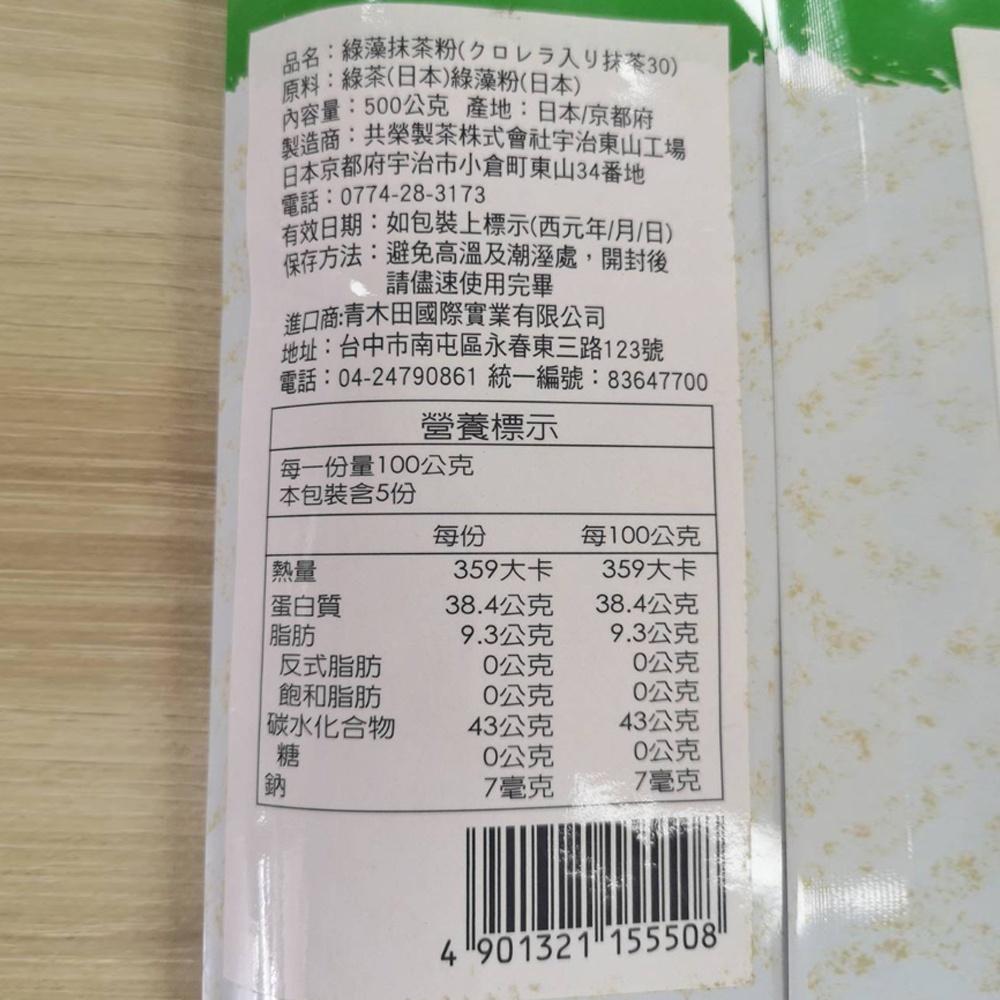 品名：綠藻抹茶粉(クロレラ入り抹茶30)
原料：綠茶(日本)綠藻粉(日本)
內容量：500公克 產地：日本/京都府
製造商：共榮製茶株式會社宇治東山工場
日本京都府宇治市小倉町東山34番地
電話：0774-28-3173
有效日期：如包裝上標示(西元年/月/日)
保存方法：避免高溫及潮溼處，開封後
請儘速使用完畢
進口商:青木田國際實業有限公司
地址：台中市南屯區永春東三路123號
電話：04-24790861 統一編號：83647700
營養標示
每一份量100公克
本包裝含5份
每份 每100公克
熱量 359大卡 359大卡
蛋白質 38.4公克 38.4公克
脂肪 9.3公克 9.3公克
反式脂肪 0公克 0公克
飽和脂肪 0公克 0公克
碳水化合物 43公克 43公克
糖 0公克 0公克
鈉 7毫克 7毫克
4 901321 155508